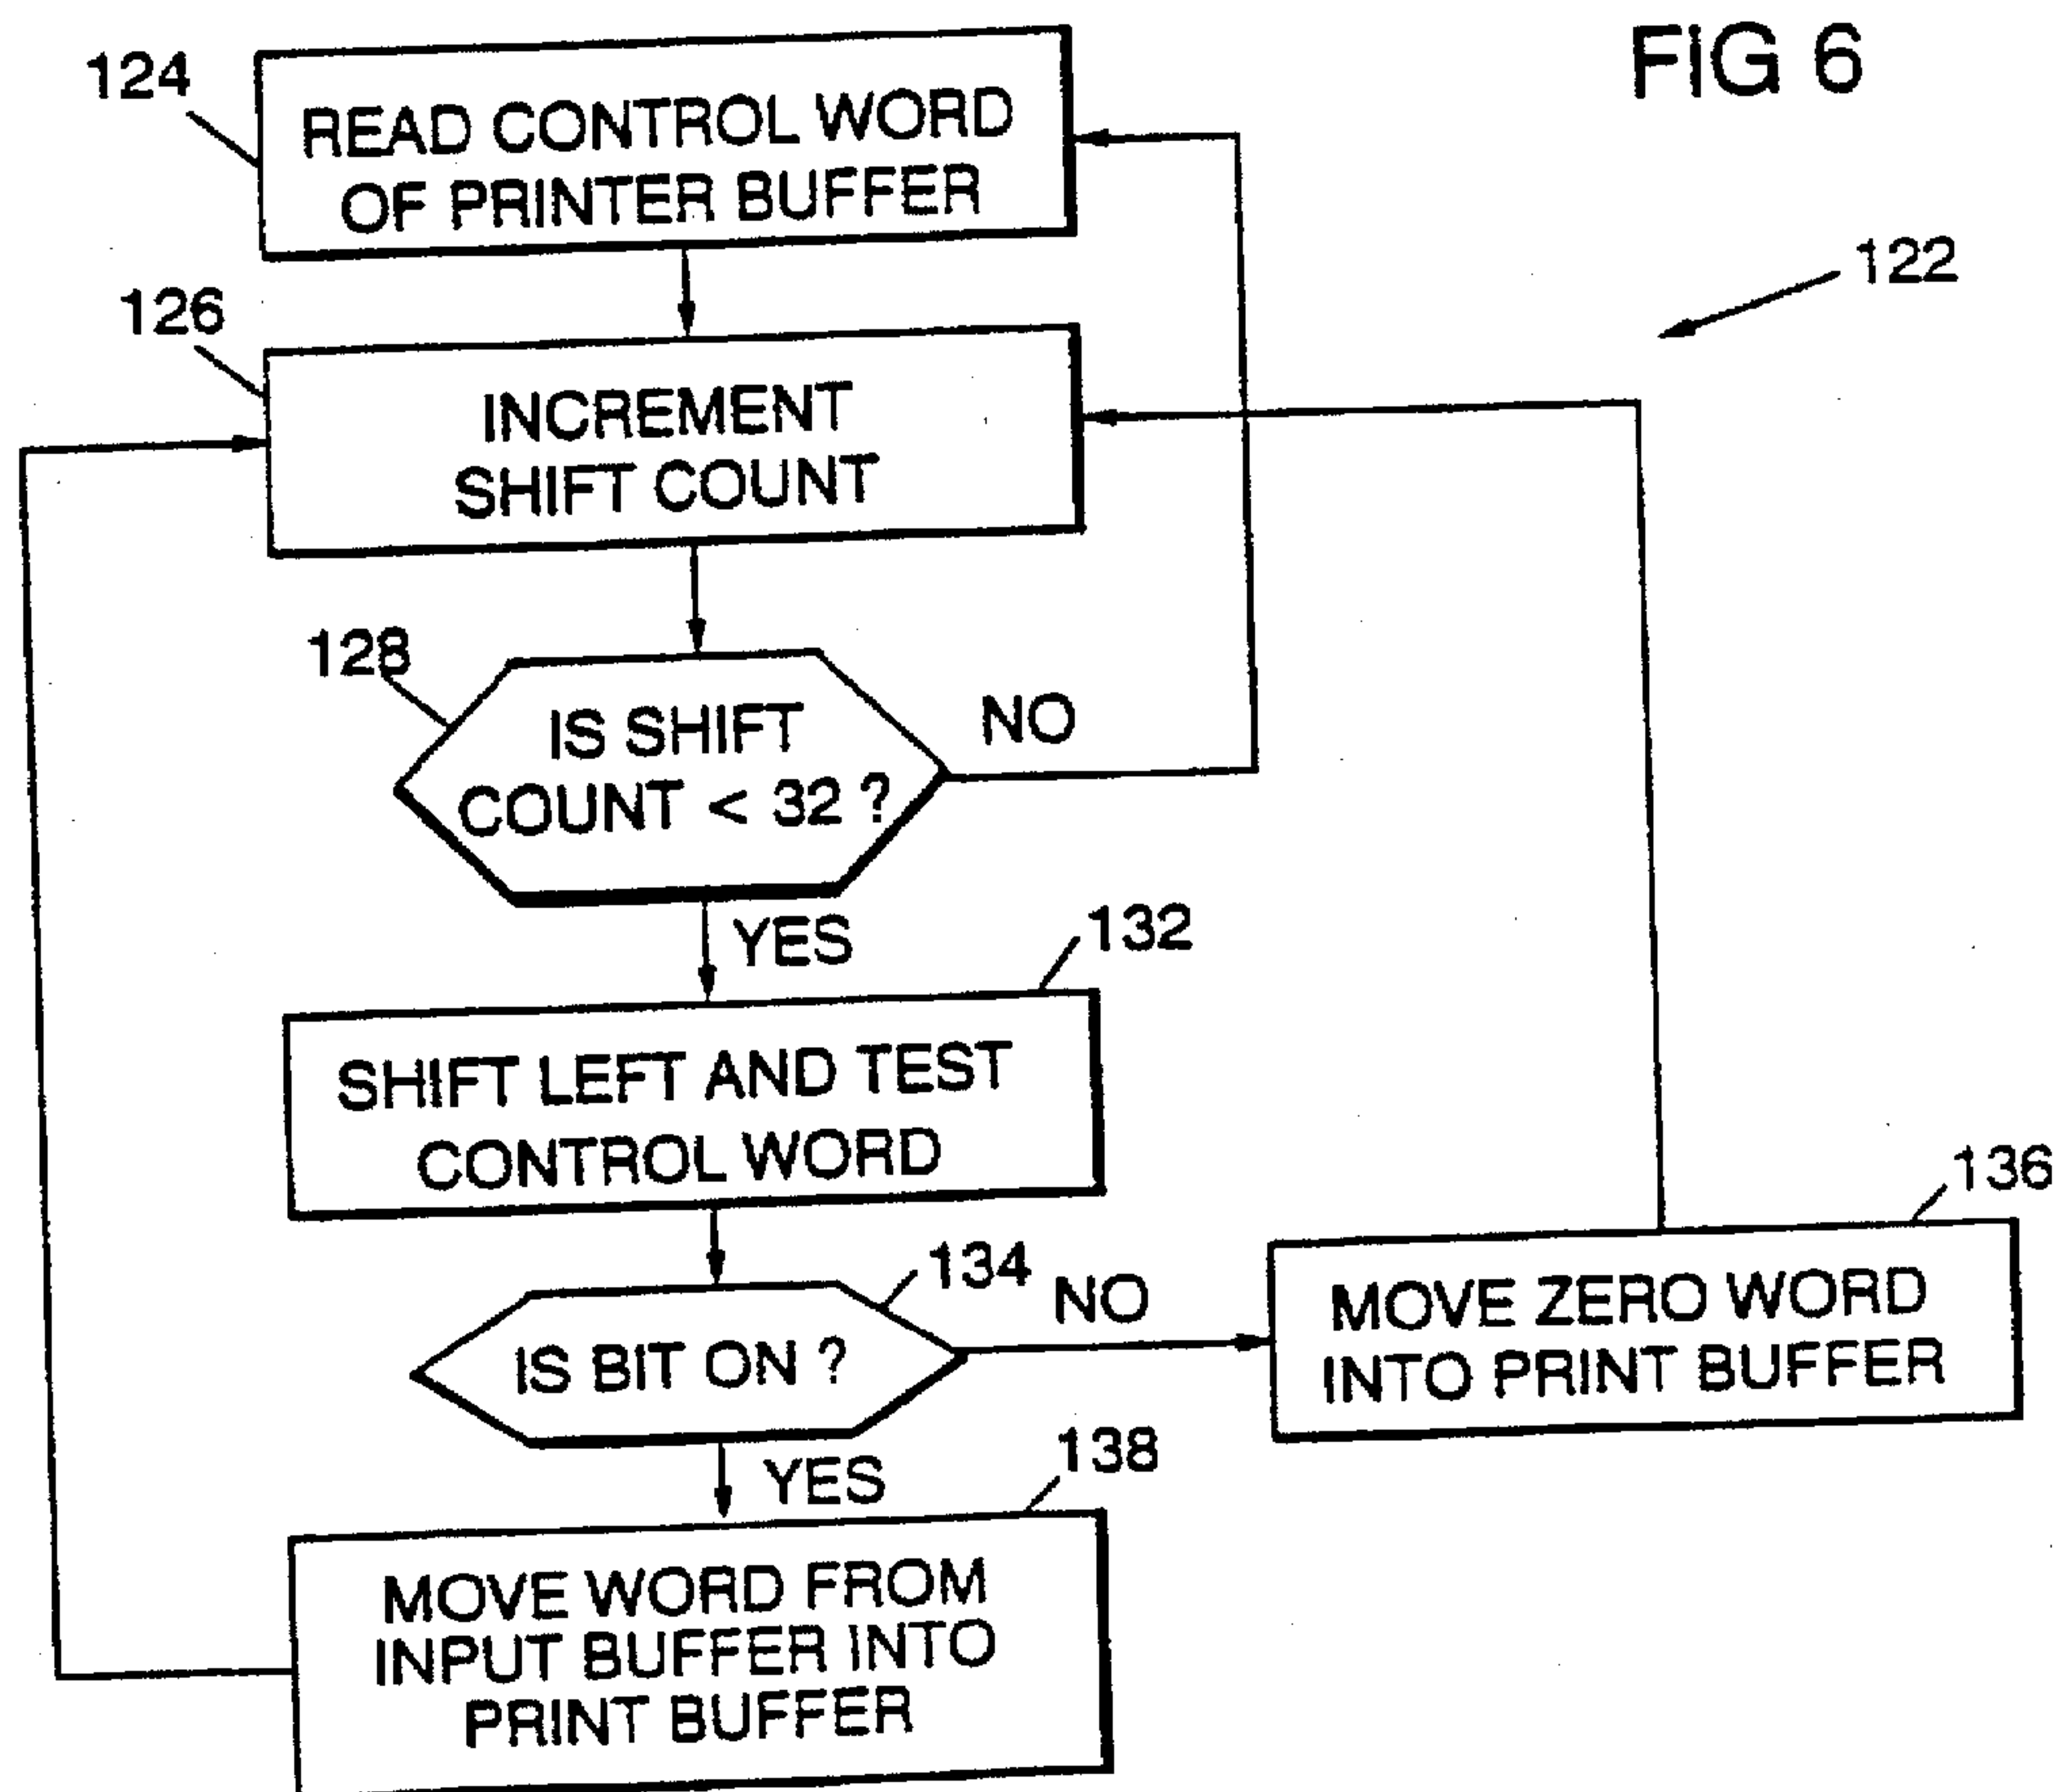 FIG 6
124
READ CONTROL WORD
OF PRINTER BUFFER
122
126
INCREMENT
SHIFT COUNT
128
IS SHIFT
COUNT < 32 ?
NO
YES
132
SHIFT LEFT AND TEST
CONTROL WORD
134
IS BIT ON ?
NO
136
MOVE ZERO WORD
INTO PRINT BUFFER
YES
138
MOVE WORD FROM
INPUT BUFFER INTO
PRINT BUFFER